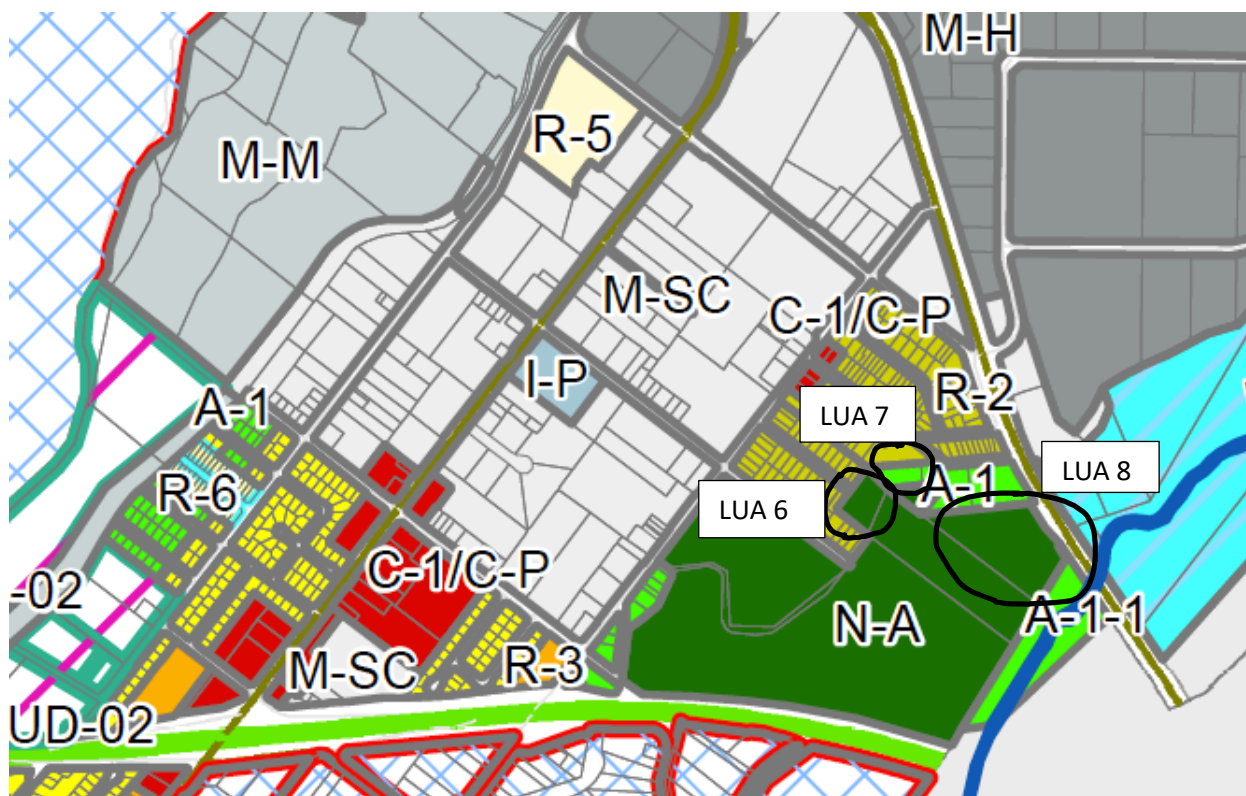 M-H
R-5
M-M
M-SC
C-1/C-P
I-P
R-2
A-1
LUA 7
LUA 8
A-1
R-6
LUA 6
C-1/C-P
-02
A-1-1
N-A
M-SC
R-3
UD-02